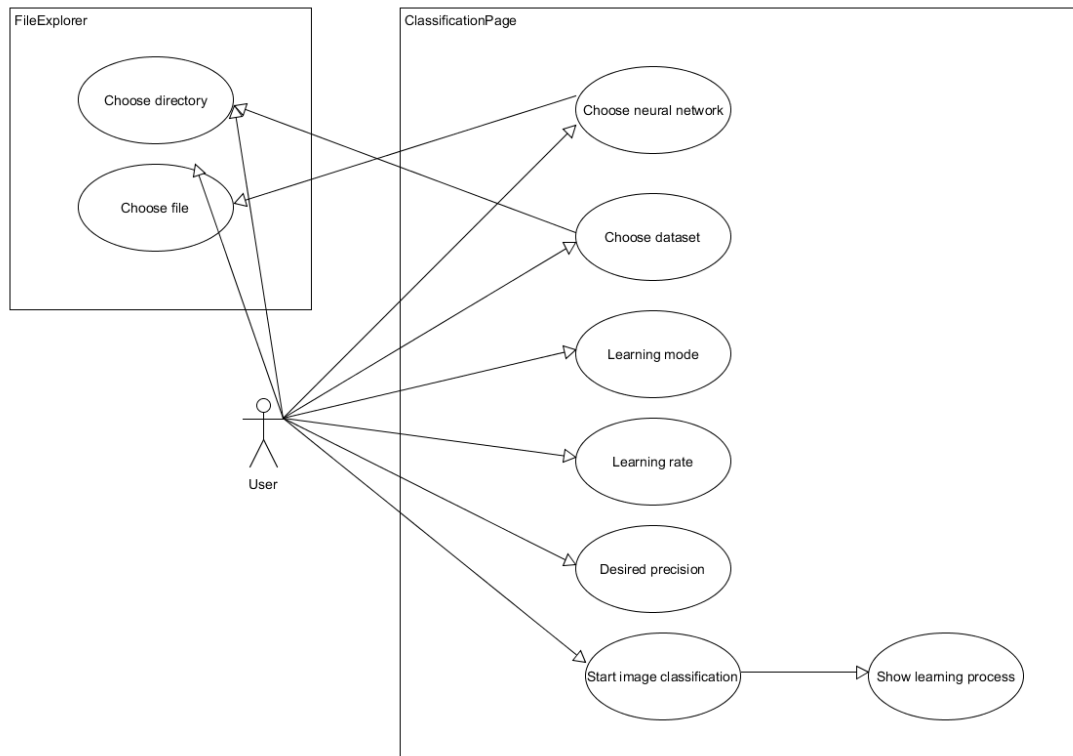 FileExplorer
Choose directory
Choose file
User
ClassificationPage
Choose neural network
Choose dataset
Learning mode
Learning rate
Desired precision
Start image classification
Show learning process